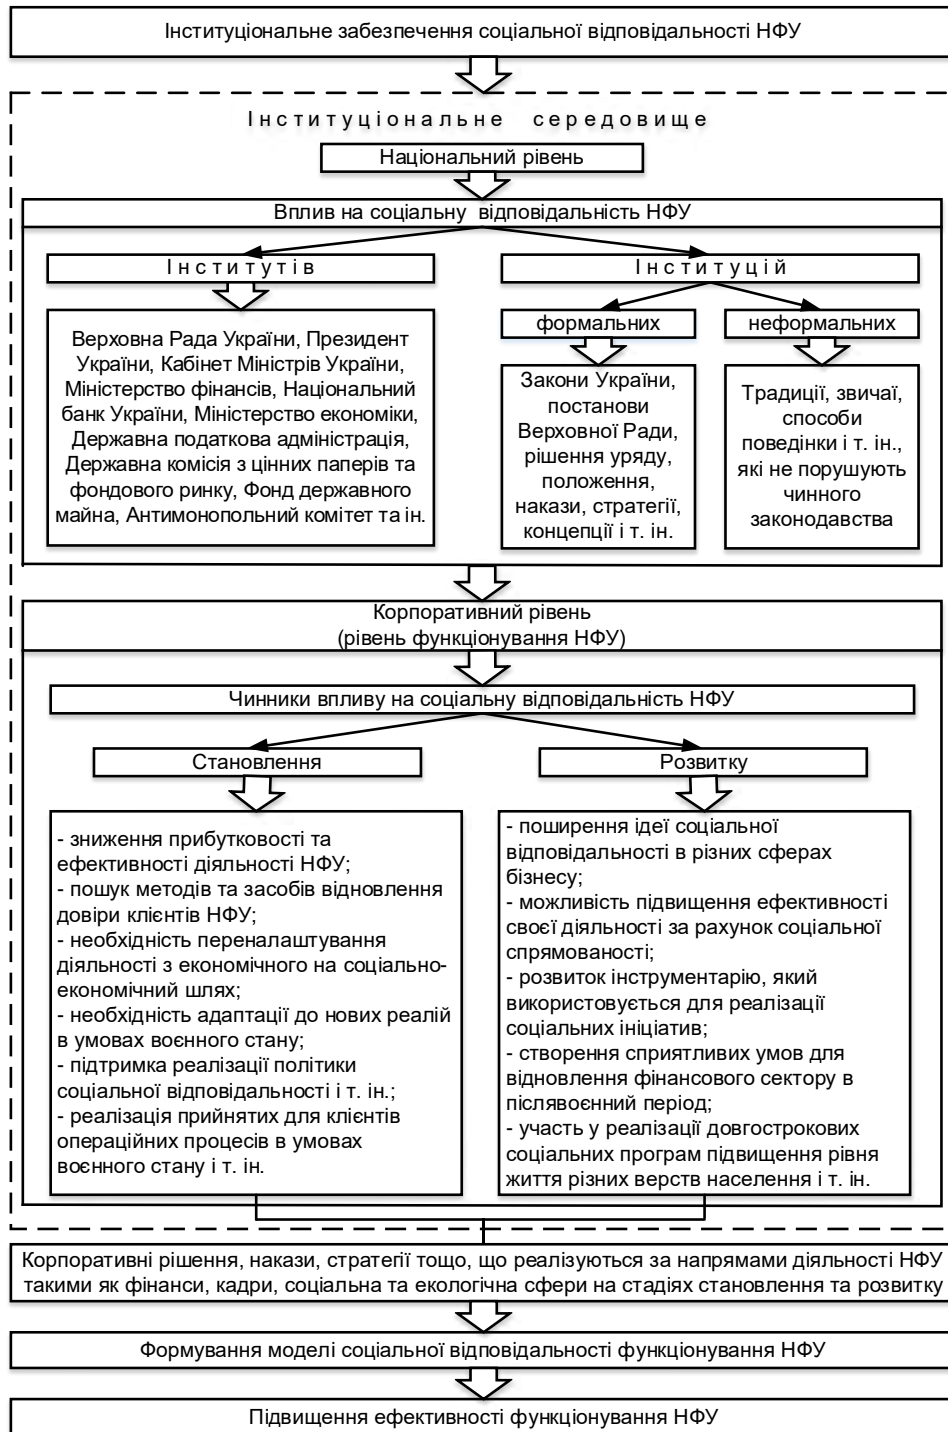 Інституціональне забезпечення соціальної відповідальності НФУ
Інституціональне середовище
Національний рівень
Вплив на соціальну відповідальність НФУ
Інститутів
Верховна Рада України, Президент
України, Кабінет Міністрів України,
Міністерство фінансів, Національний
банк України, Міністерство економіки,
Державна податкова адміністрація,
Державна комісія з цінних паперів та
фондового ринку, Фонд державного
майна, Антимонопольний комітет та ін.
Інституцій
формальних
Закони України,
постанови
Верховної Ради,
рішення уряду,
положення,
накази, стратегії,
концепції і т. ін.
неформальних
Традиції, звичаї,
способи
поведінки і т. ін.,
які не порушують
чинного
законодавства
Корпоративний рівень
(рівень функціонування НФУ)
Чинники впливу на соціальну відповідальність НФУ
Становлення
- зниження прибутковості та
ефективності діяльності НФУ;
- пошук методів та засобів відновлення
довіри клієнтів НФУ;
- необхідність переналаштування
діяльності з економічного на соціально-
економічний шлях;
- необхідність адаптації до нових реалій
в умовах воєнного стану;
- підтримка реалізації політики
соціальної відповідальності і т. ін.;
- реалізація прийнятих для клієнтів
операційних процесів в умовах
воєнного стану і т. ін.
Розвитку
- поширення ідеї соціальної
відповідальності в різних сферах
бізнесу;
- можливість підвищення ефективності
своєї діяльності за рахунок соціальної
спрямованості;
- розвиток інструментарію, який
використовується для реалізації
соціальних ініціатив;
- створення сприятливих умов для
відновлення фінансового сектору в
післявоєнний період;
- участь у реалізації довгострокових
соціальних програм підвищення рівня
життя різних верств населення і т. ін.
Корпоративні рішення, накази, стратегії тощо, що реалізуються за напрямами діяльності НФУ
такими як фінанси, кадри, соціальна та екологічна сфери на стадіях становлення та розвитку
Формування моделі соціальної відповідальності функціонування НФУ
Підвищення ефективності функціонування НФУ